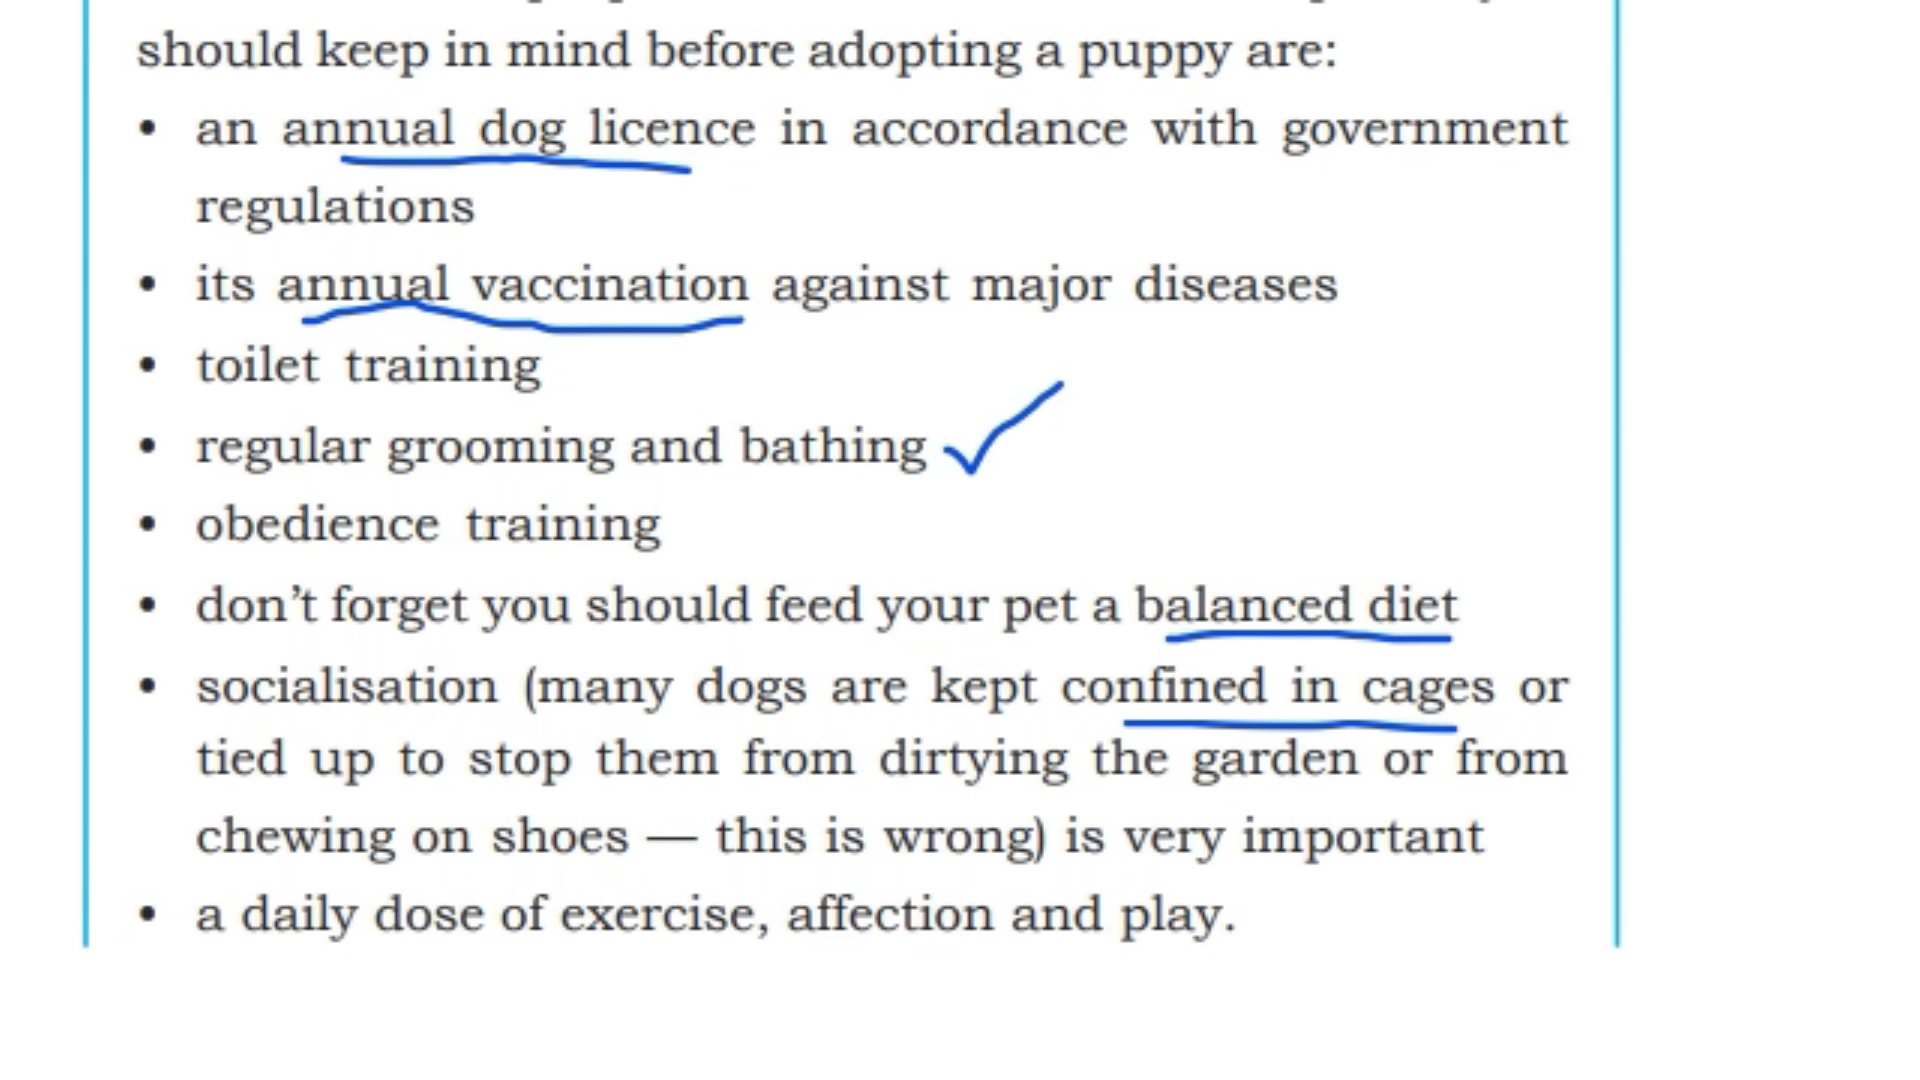 should keep in mind before adopting a puppy are:
• an annual dog licence in accordance with government
regulations
• its annual vaccination against major diseases
• toilet training
• regular grooming and bathing
• obedience training
• don’t forget you should feed your pet a balanced diet
• socialisation (many dogs are kept confined in cages or
tied up to stop them from dirtying the garden or from
chewing on shoes — this is wrong) is very important
• a daily dose of exercise, affection and play.